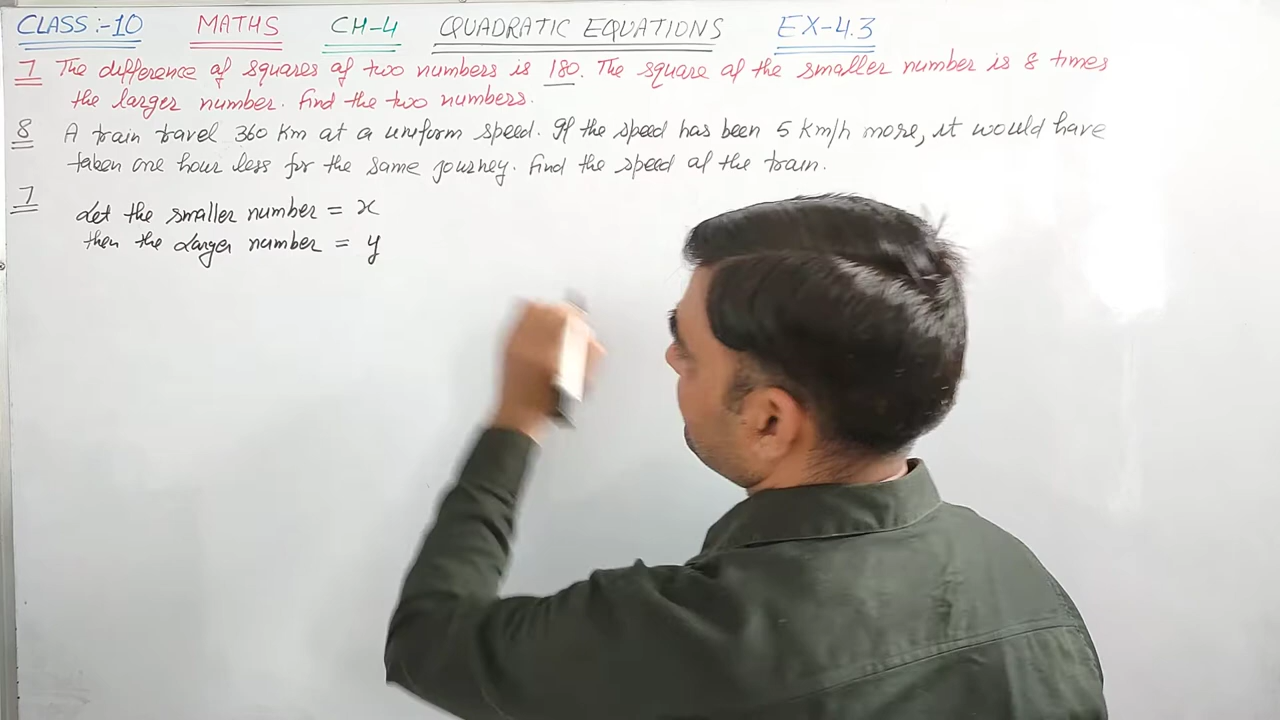 CLASS:-10 MATHS CH-4 QUADRATIC EQUATIONS EX-4.3
7 The difference of squares of two numbers is 180. The square of the smaller number is 8 times
the larger number. Find the two numbers.
8 A train travel 360 Km at a uniform speed. If the speed has been 5 km/h more, it would have
taken one hour less for the same journey. Find the speed of the train.
7 Let the smaller number = x
then the larger number = y